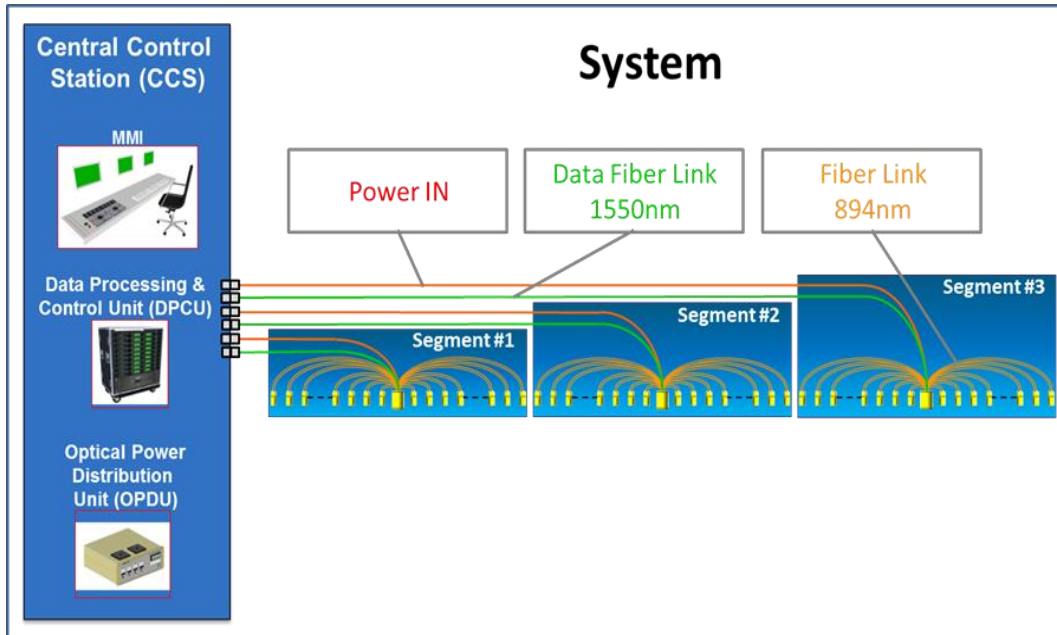 Central Control
Station (CCS)
System
MMI
Power IN
Data Fiber Link
1550nm
Fiber Link
894nm
Data Processing &
Control Unit (DPCU)
Segment #1
Segment #2
Segment #3
Optical Power
Distribution
Unit (OPDU)